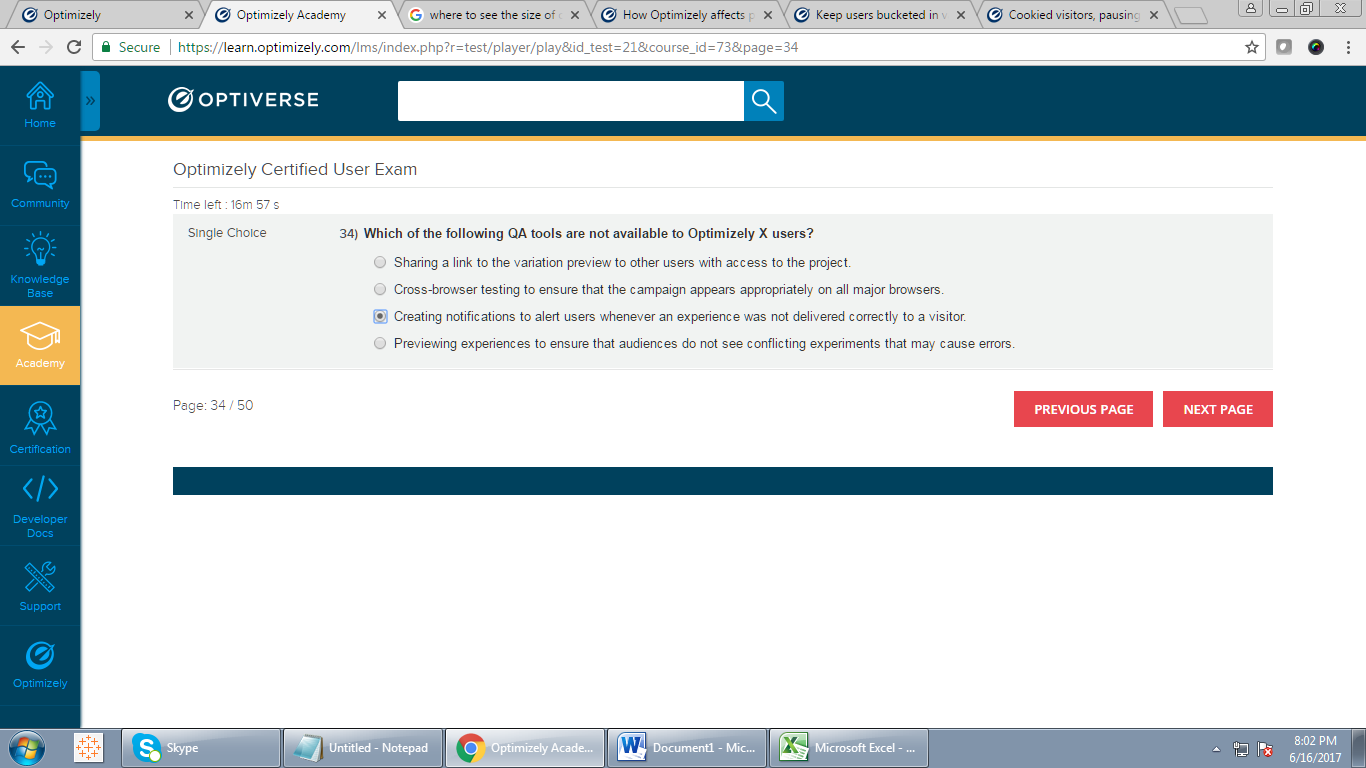 Optimizely
Optimizely Academy
where to see the size of
How Optimizely affects p
Keep users bucketed in v
Cookied visitors, pausing
Secure
https://learn.optimizely.com/lms/index.php?r=test/player/play&id_test=21&course_id=73&page=34
OPTIVERSE
Home
Community
Knowledge
Base
Academy
Certification
Developer
Docs
Support
Optimizely
Optimizely Certified User Exam
Time left : 16m 57 s
Single Choice
34) Which of the following QA tools are not available to Optimizely X users?
Sharing a link to the variation preview to other users with access to the project.
Cross-browser testing to ensure that the campaign appears appropriately on all major browsers.
Creating notifications to alert users whenever an experience was not delivered correctly to a visitor.
Previewing experiences to ensure that audiences do not see conflicting experiments that may cause errors.
Page: 34 / 50
PREVIOUS PAGE
NEXT PAGE
Skype
Untitled - Notepad
Optimizely Acade...
Document1 - Mic...
Microsoft Excel - ...
8:02 PM
6/16/2017